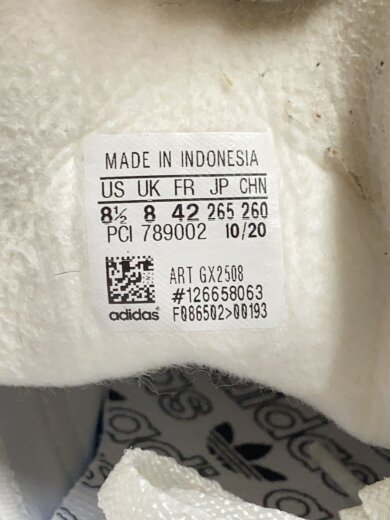 MADE IN INDONESIA
US UK FR JP CHN
8½ 8 42 265 260
PCI 789002 10/20
ART GX2508
#126658063
adidas F086502>00193
adidas